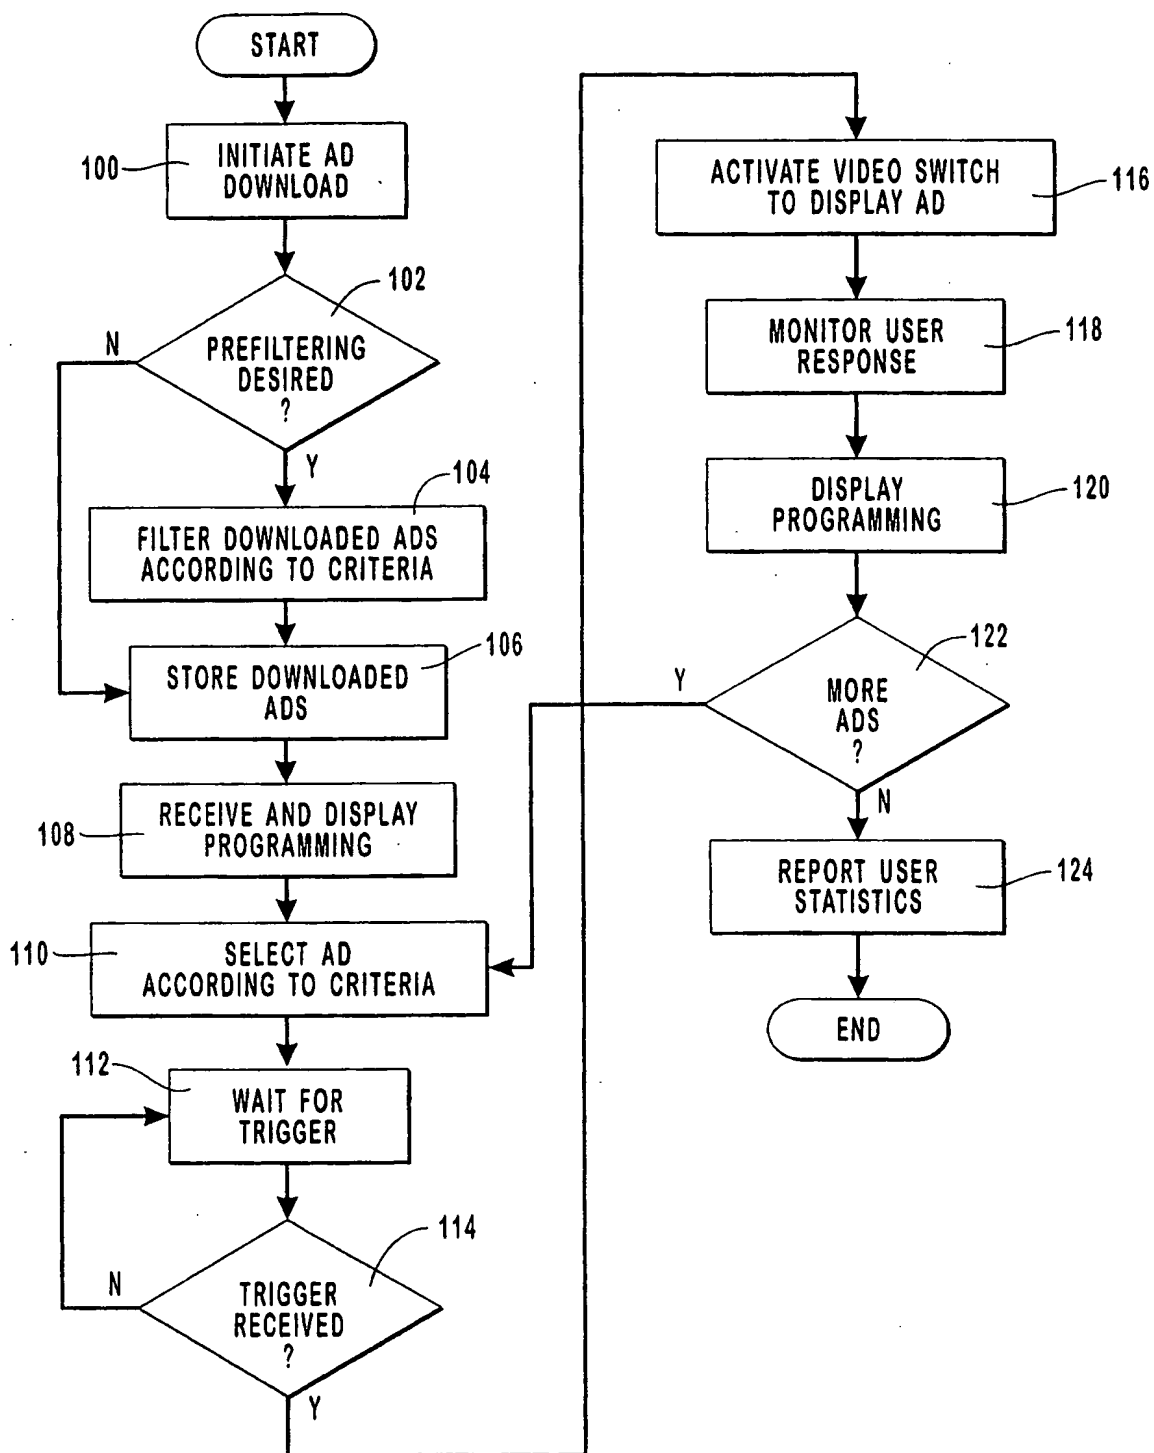 START
100
INITIATE AD
DOWNLOAD
102
N
PREFILTERING
DESIRED
?
Y
104
FILTER DOWNLOADED ADS
ACCORDING TO CRITERIA
106
STORE DOWNLOADED
ADS
108
RECEIVE AND DISPLAY
PROGRAMMING
110
SELECT AD
ACCORDING TO CRITERIA
112
WAIT FOR
TRIGGER
114
N
TRIGGER
RECEIVED
?
Y
ACTIVATE VIDEO SWITCH
TO DISPLAY AD
116
MONITOR USER
RESPONSE
118
DISPLAY
PROGRAMMING
120
122
Y
MORE
ADS
?
N
REPORT USER
STATISTICS
124
END